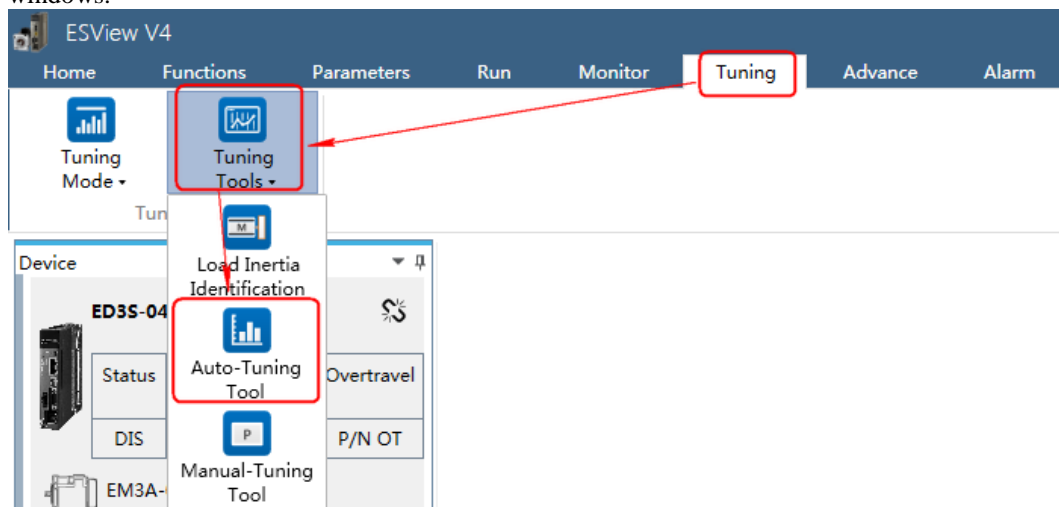 windows.
ESView V4
Home Functions Parameters Run Monitor Tuning Advance Alarm
Tuning
Mode
Tuning
Tools
Tun
M
Device
Load Inertia
Identification
ED3S-04
Status
Auto-Tuning
Tool
Overtravel
DIS
P
P/N OT
Manual-Tuning
Tool
EM3A-